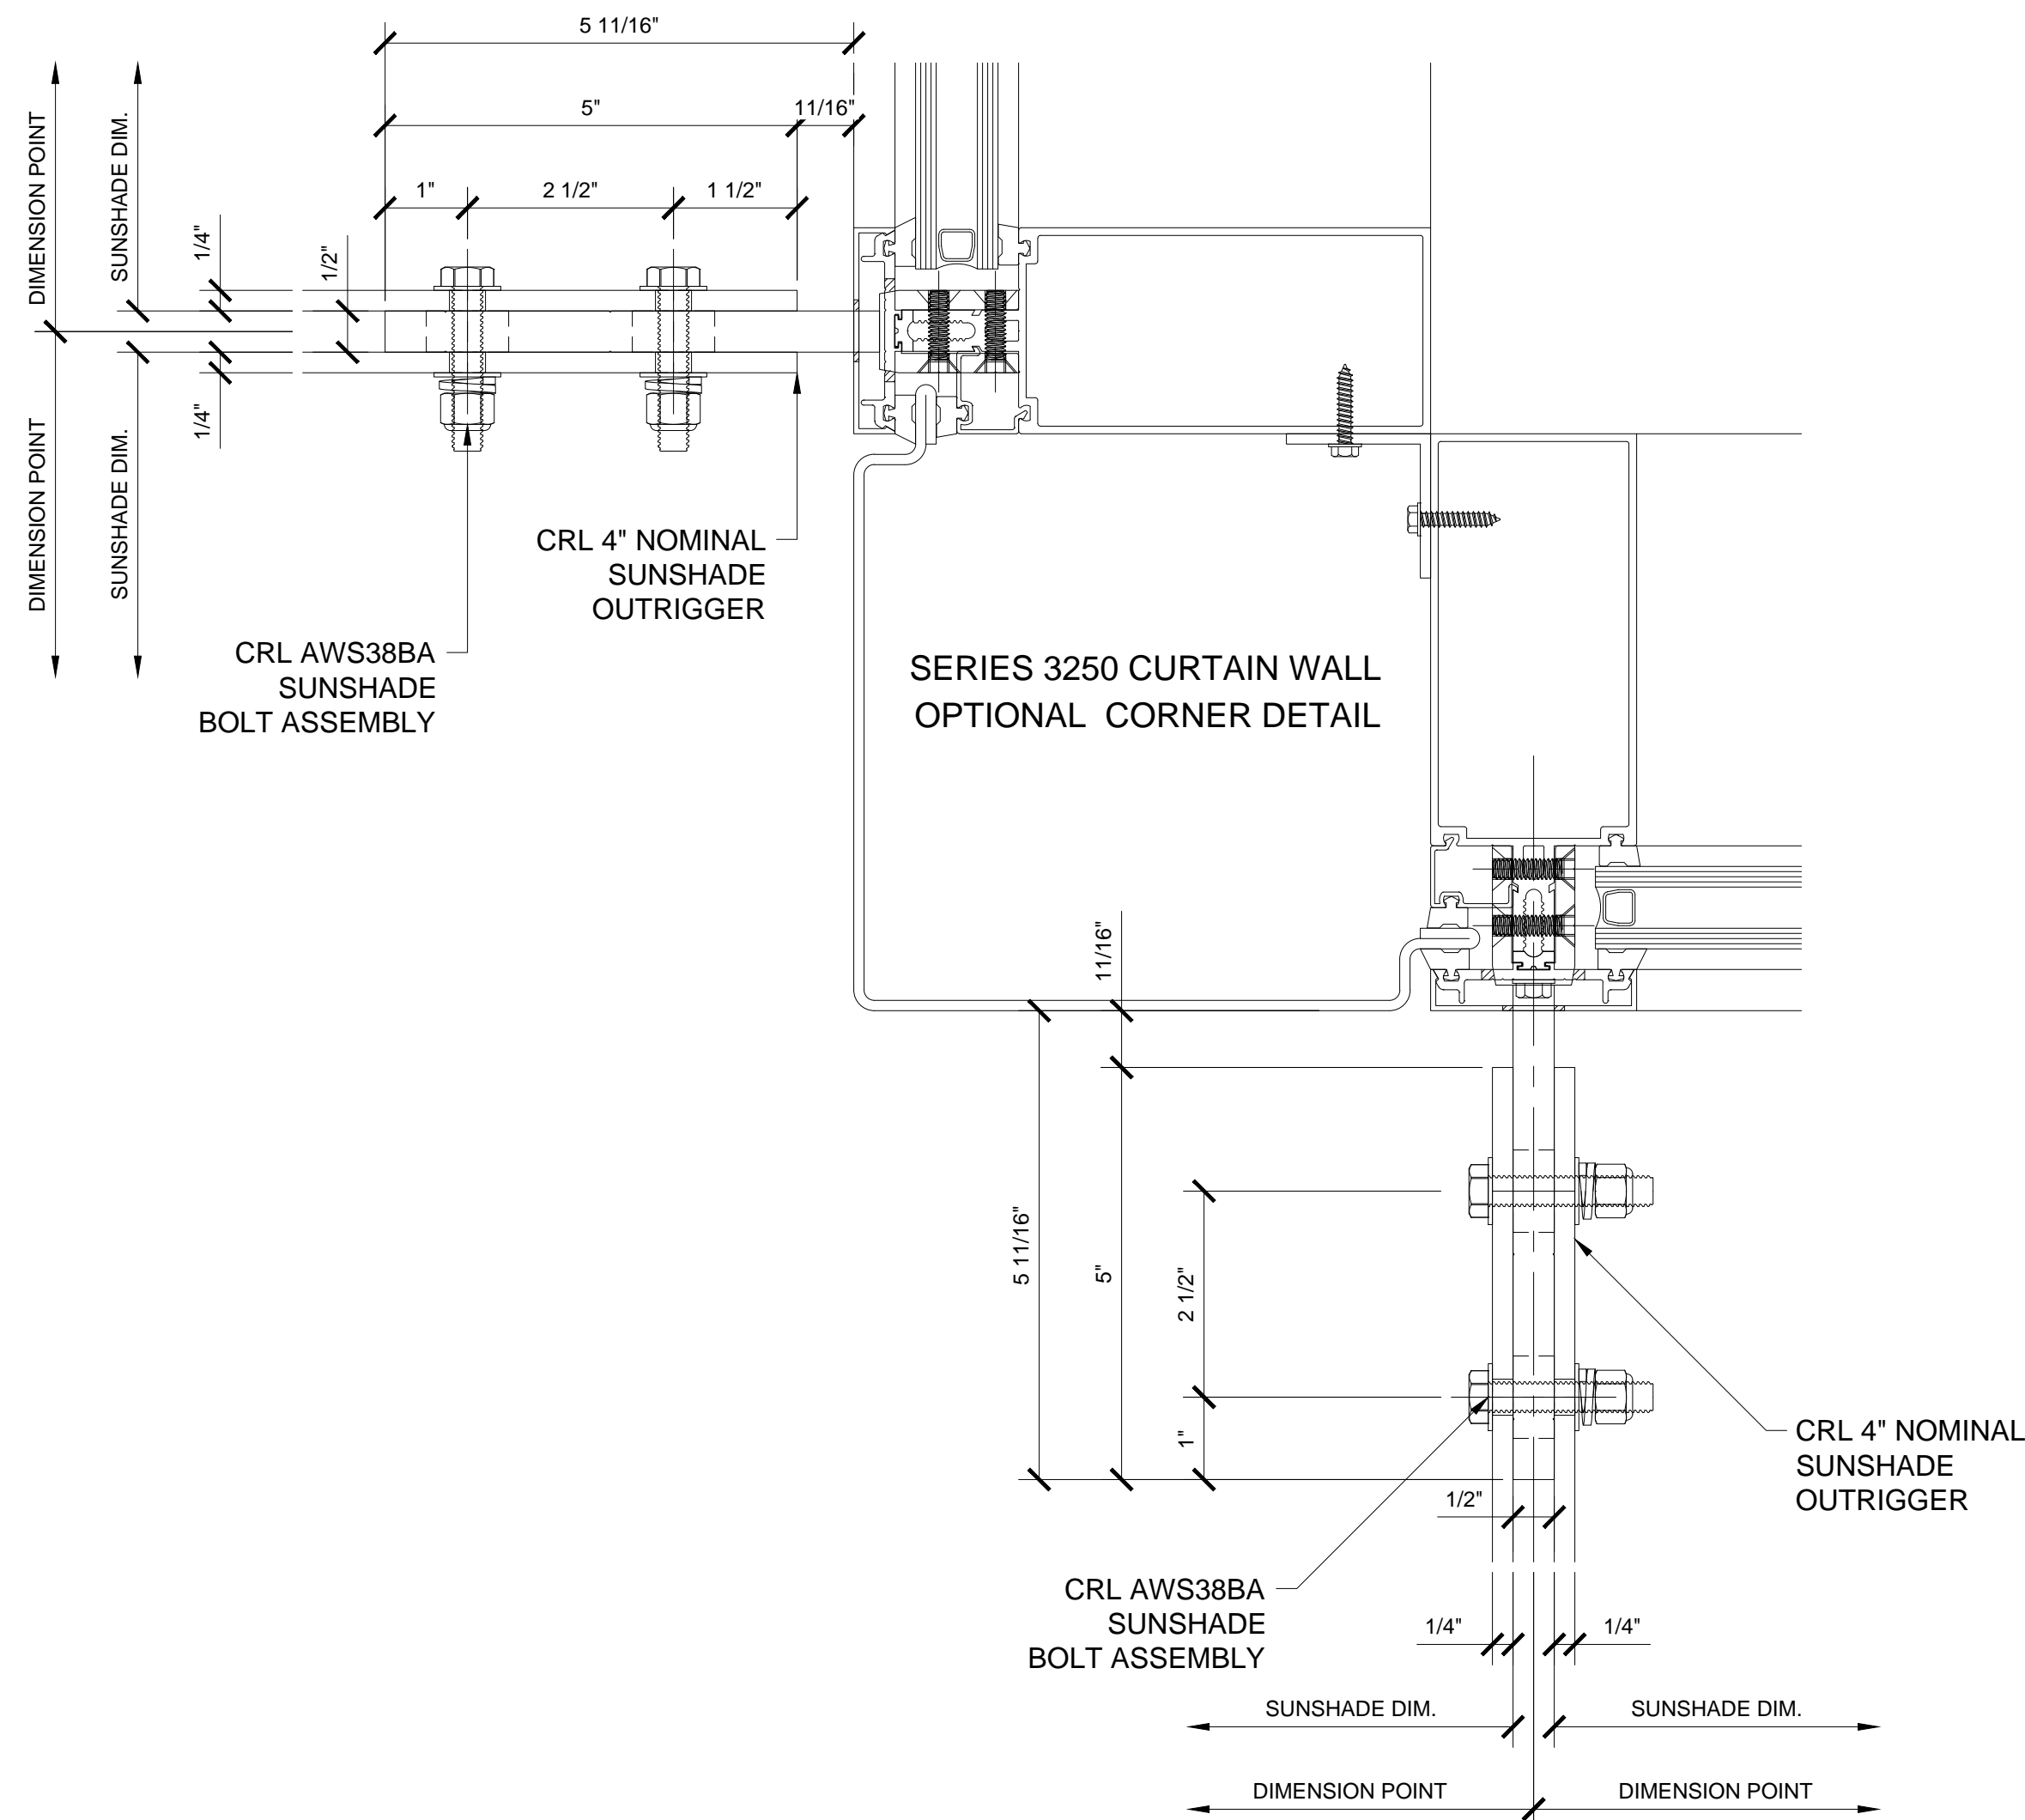 5 11/16"
5"
11/16"
1"
2 1/2"
1 1/2"
DIMENSION POINT
SUNSHADE DIM.
1/4"
1/2"
1/4"
DIMENSION POINT
SUNSHADE DIM.
CRL 4" NOMINAL
SUNSHADE
OUTRIGGER
CRL AWS38BA
SUNSHADE
BOLT ASSEMBLY
SERIES 3250 CURTAIN WALL
OPTIONAL CORNER DETAIL
11/16"
5 11/16"
5"
2 1/2"
1"
1/2"
CRL 4" NOMINAL
SUNSHADE
OUTRIGGER
CRL AWS38BA
SUNSHADE
BOLT ASSEMBLY
1/4"
1/4"
SUNSHADE DIM.
SUNSHADE DIM.
DIMENSION POINT
DIMENSION POINT